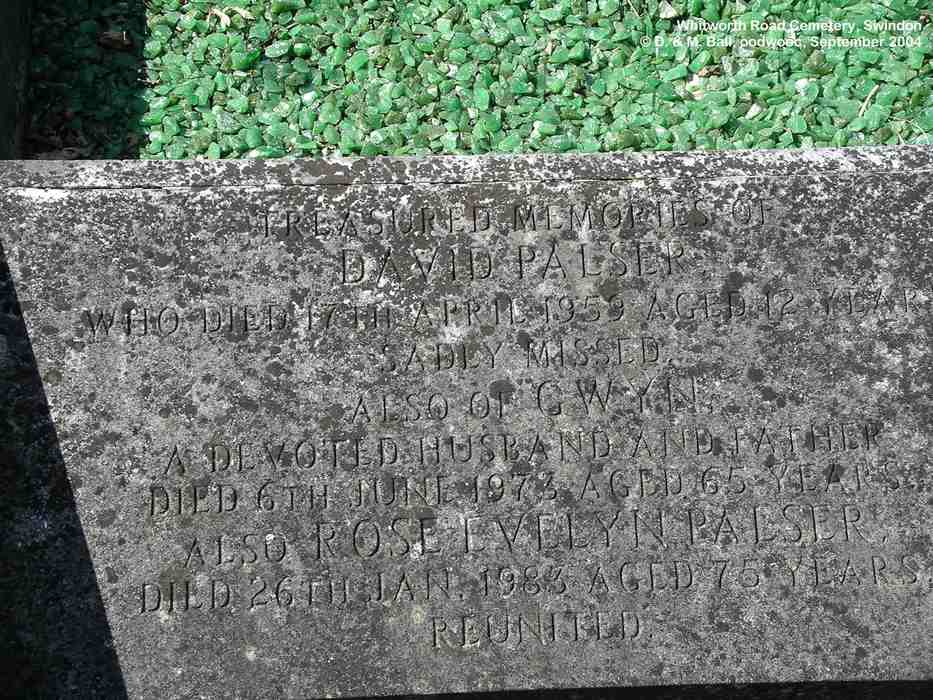 Whitworth Road Cemetery, Swindon
© D. & M. Ball, podwood, September 2004
TREASURED MEMORIES OF
DAVID PALSER,
WHO DIED 17TH APRIL 1959 AGED 12 YEAR
SADLY MISSED.
ALSO OF GWYN,
A DEVOTED HUSBAND AND FATHER
DIED 6TH JUNE 1973 AGED 65 YEARS.
ALSO ROSE EVELYN PALSER,
DIED 26TH JAN. 1983 AGED 75 YEARS,
REUNITED.